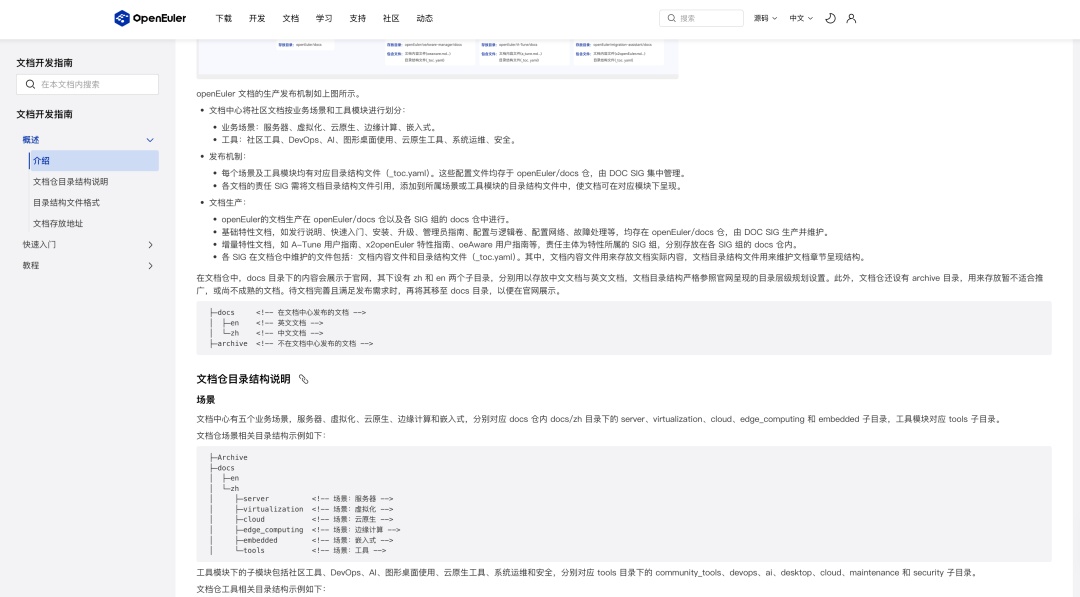 openEuler
下载 开发 文档 学习 支持 社区 动态
搜索
源码
中文
文档开发指南
在本文档内搜索
文档开发指南
概述
介绍
文档仓目录结构说明
目录结构文件格式
文档存放地址
快速入门
教程
openEuler 文档的生产发布机制如上图所示。
• 文档中心将社区文档按业务场景和工具模块进行划分：
• 业务场景：服务器、虚拟化、云原生、边缘计算、嵌入式。
• 工具：社区工具、DevOps、AI、图形桌面使用、云原生工具、系统运维、安全。
• 发布机制：
• 每个场景及工具模块均有对应目录结构文件（_toc.yaml）。这些配置文件均存于 openEuler/docs 仓，由 DOC SIG 集中管理。
• 各文档的责任 SIG 需将文档目录结构文件引用，添加到所属场景或工具模块的目录结构文件中，使文档可在对应模块下呈现。
• 文档生产：
• openEuler的文档生产在 openEuler/docs 仓以及各 SIG 组的 docs 仓中进行。
• 基础特性文档，如发行说明、快速入门、安装、升级、管理员指南、配置与逻辑卷、配置网络、故障处理等，均存在 openEuler/docs 仓，由 DOC SIG 生产并维护。
• 增量特性文档，如 A-Tune 用户指南、x2openEuler 特性指南、oeAware 用户指南等，责任主体为特性所属的 SIG 组，分别存放在各 SIG 组的 docs 仓内。
• 各 SIG 在文档仓中维护的文件包括：文档内容文件和目录结构文件（_toc.yaml）。其中，文档内容文件用来存放文档实际内容，文档目录结构文件用来维护文档章节呈现结构。
在文档仓中，docs 目录下的内容会展示于官网，其下设有 zh 和 en 两个子目录，分别用以存放中文文档与英文文档，文档目录结构严格参照官网呈现的目录层级规划设置。此外，文档仓还设有 archive 目录，用来存放暂不适合推
广，或尚不成熟的文档。待文档完善且满足发布需求时，再将其移至 docs 目录，以便在官网展示。
├─docs <!-- 在文档中心发布的文档 -->
│ ├─en <!-- 英文文档 -->
│ └─zh <!-- 中文文档 -->
├─archive <!-- 不在文档中心发布的文档 -->
文档仓目录结构说明
场景
文档中心有五个业务场景，服务器、虚拟化、云原生、边缘计算和嵌入式，分别对应 docs 仓内 docs/zh 目录下的 server、virtualization、cloud、edge_computing 和 embedded 子目录，工具模块对应 tools 子目录。
文档仓场景相关目录结构示例如下：
├─Archive
├─docs
│ ├─en
│ └─zh
│ ├─server <!-- 场景：服务器 -->
│ ├─virtualization <!-- 场景：虚拟化 -->
│ ├─cloud <!-- 场景：云原生 -->
│ ├─edge_computing <!-- 场景：边缘计算 -->
│ ├─embedded <!-- 场景：嵌入式 -->
│ └─tools <!-- 场景：工具 -->
工具模块下的子模块包括社区工具、DevOps、AI、图形桌面使用、云原生工具、系统运维和安全，分别对应 tools 目录下的 community_tools、devops、ai、desktop、cloud、maintenance 和 security 子目录。
文档仓工具相关目录结构示例如下：